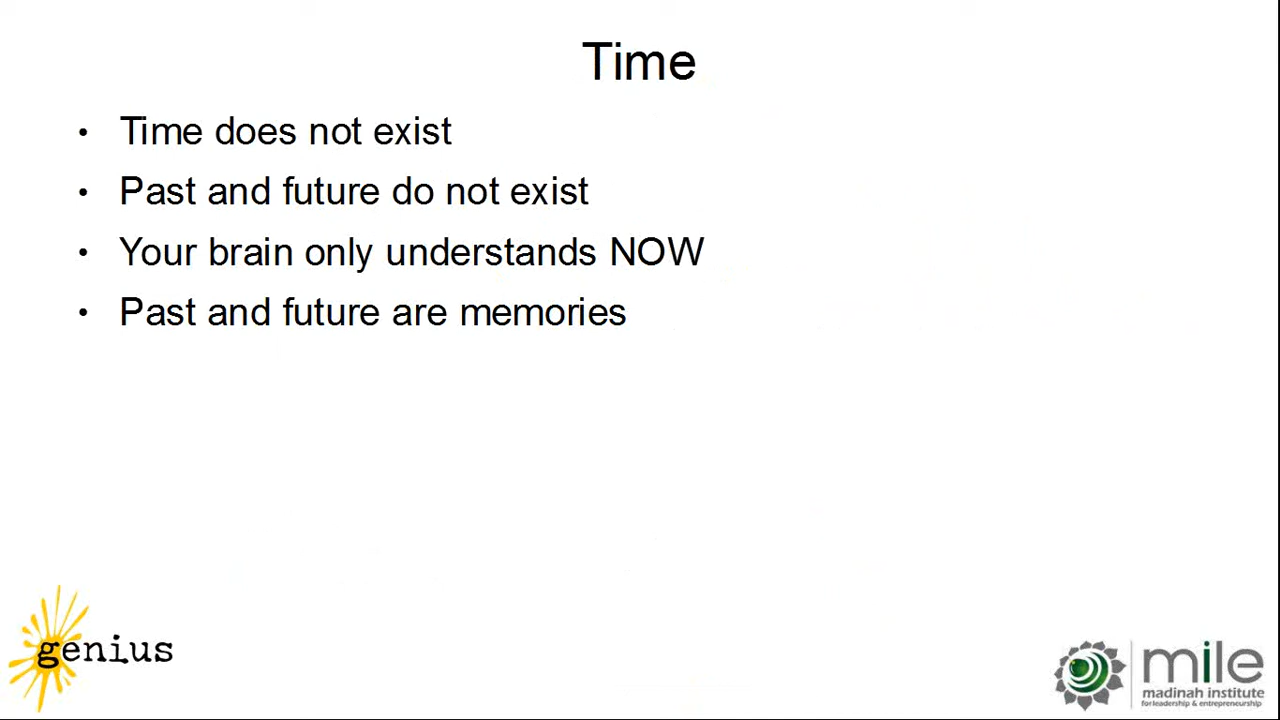 Time
• Time does not exist
• Past and future do not exist
• Your brain only understands NOW
• Past and future are memories
genius
mile
madinah institute
for leadership & entrepreneurship